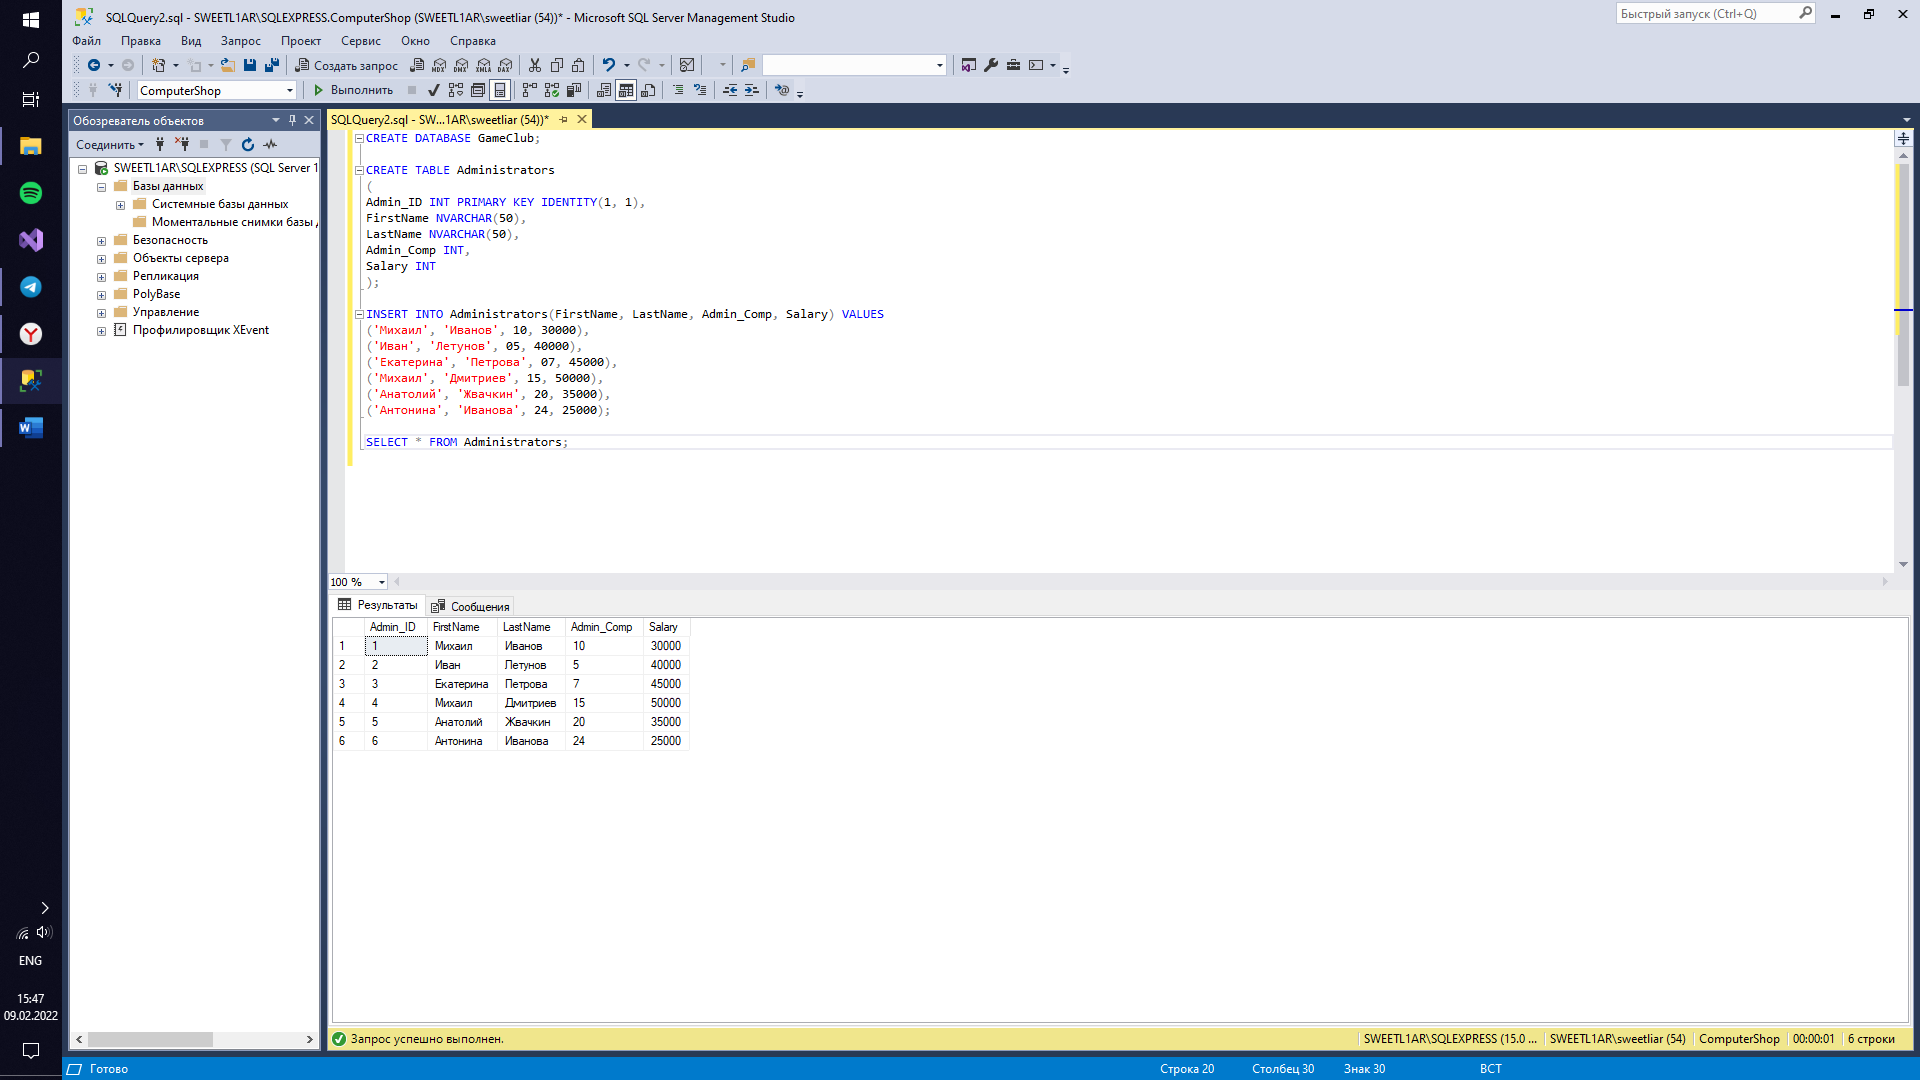 SQLQuery2.sql - SWEETL1AR\SQLEXPRESS.ComputerShop (SWEETL1AR\sweetliar (54))* - Microsoft SQL Server Management Studio
Быстрый запуск (Ctrl+Q)
Файл Правка Вид Запрос Проект Сервис Окно Справка
Создать запрос
ComputerShop
Выполнить
Обозреватель объектов
Соединить
SWEETL1AR\SQLEXPRESS (SQL Server 1
Базы данных
Системные базы данных
Моментальные снимки базы
Безопасность
Объекты сервера
Репликация
PolyBase
Управление
Профилировщик XEvent
SQLQuery2.sql - SW...1AR\sweetliar (54))*
CREATE DATABASE GameClub;
CREATE TABLE Administrators
(
Admin_ID INT PRIMARY KEY IDENTITY(1, 1),
FirstName NVARCHAR(50),
LastName NVARCHAR(50),
Admin_Comp INT,
Salary INT
);
INSERT INTO Administrators(FirstName, LastName, Admin_Comp, Salary) VALUES
('Михаил', 'Иванов', 10, 30000),
('Иван', 'Летунов', 05, 40000),
('Екатерина', 'Петрова', 07, 45000),
('Михаил', 'Дмитриев', 15, 50000),
('Анатолий', 'Жвачкин', 20, 35000),
('Антонина', 'Иванова', 24, 25000);
SELECT * FROM Administrators;
100 %
Результаты Сообщения
Admin_ID FirstName LastName Admin_Comp Salary
1 1 Михаил Иванов 10 30000
2 2 Иван Летунов 5 40000
3 3 Екатерина Петрова 7 45000
4 4 Михаил Дмитриев 15 50000
5 5 Анатолий Жвачкин 20 35000
6 6 Антонина Иванова 24 25000
Запрос успешно выполнен.
SWEETL1AR\SQLEXPRESS (15.0 ... SWEETL1AR\sweetliar (54) ComputerShop 00:00:01 6 строки
Готово
Строка 20 Столбец 30 Знак 30 ВСТ
ENG
15:47
09.02.2022